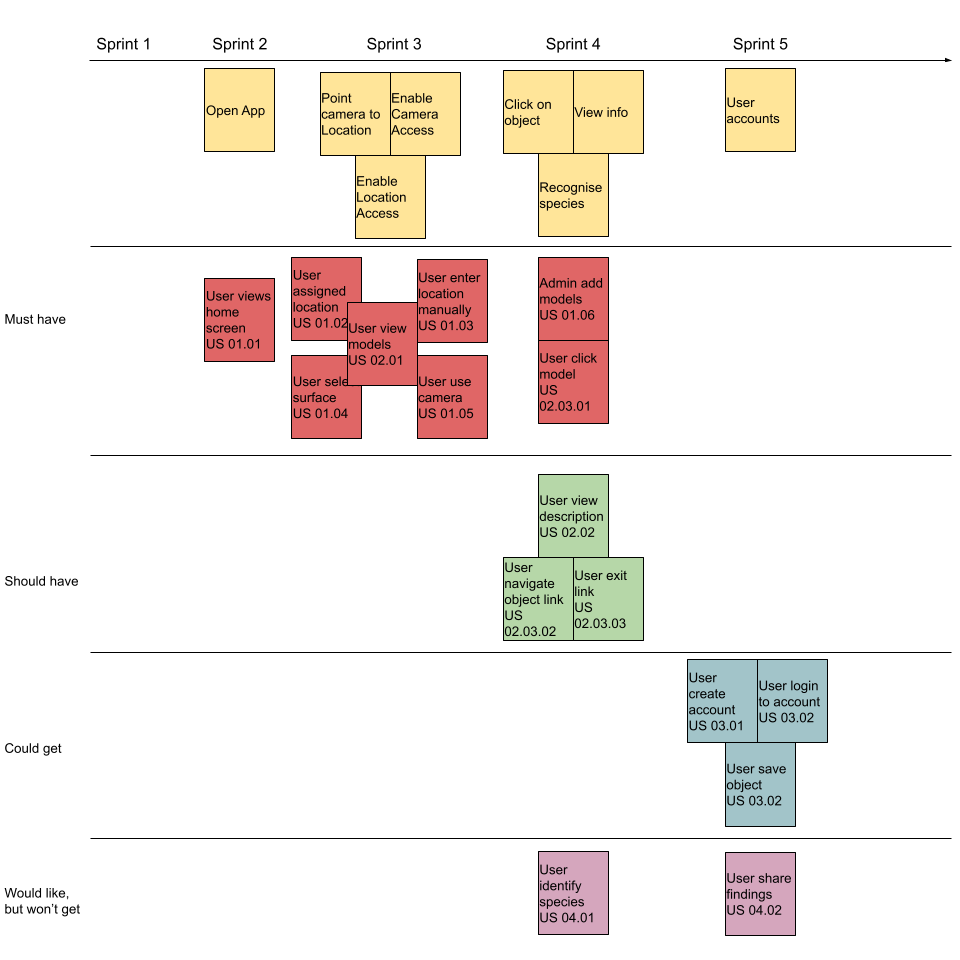 Sprint 1
Sprint 2
Sprint 3
Sprint 4
Sprint 5
Open App
Point
camera to
Location
Enable
Camera
Access
Enable
Location
Access
Click on
object
View info
Recognise
species
User
accounts
Must have
User views
home
screen
US 01.01
User
assigned
location
US 01.02
User enter
location
manually
US 01.03
User view
models
US 02.01
User sele
surface
US 01.04
User use
camera
US 01.05
Admin add
models
US 01.06
User click
model
US
02.03.01
Should have
User view
description
US 02.02
User
navigate
object link
US
02.03.02
User exit
link
US
02.03.03
Could get
User
create
account
US 03.01
User login
to account
US 03.02
User save
object
US 03.02
Would like,
but won't get
User
identify
species
US 04.01
User share
findings
US 04.02